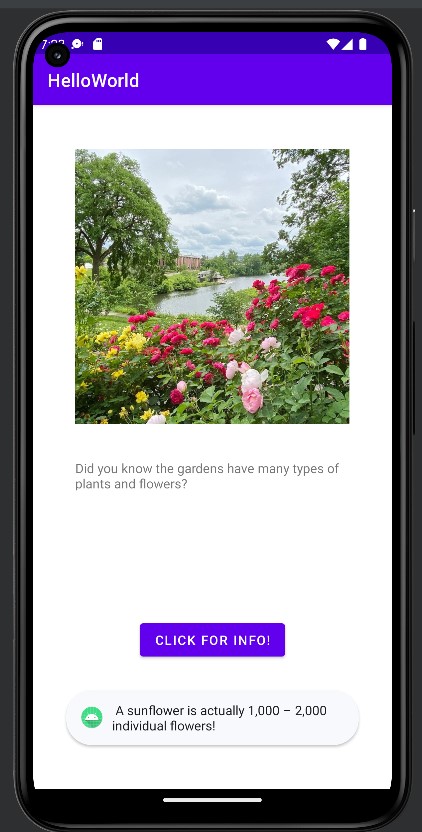 HelloWorld
Did you know the gardens have many types of
plants and flowers?
CLICK FOR INFO!
A sunflower is actually 1,000 – 2,000
individual flowers!